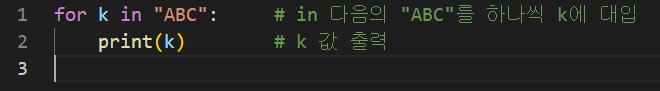 1 for k in "ABC":      # in 다음의 "ABC"를 하나씩 k에 대입
2     print(k)         # k 값 출력
3